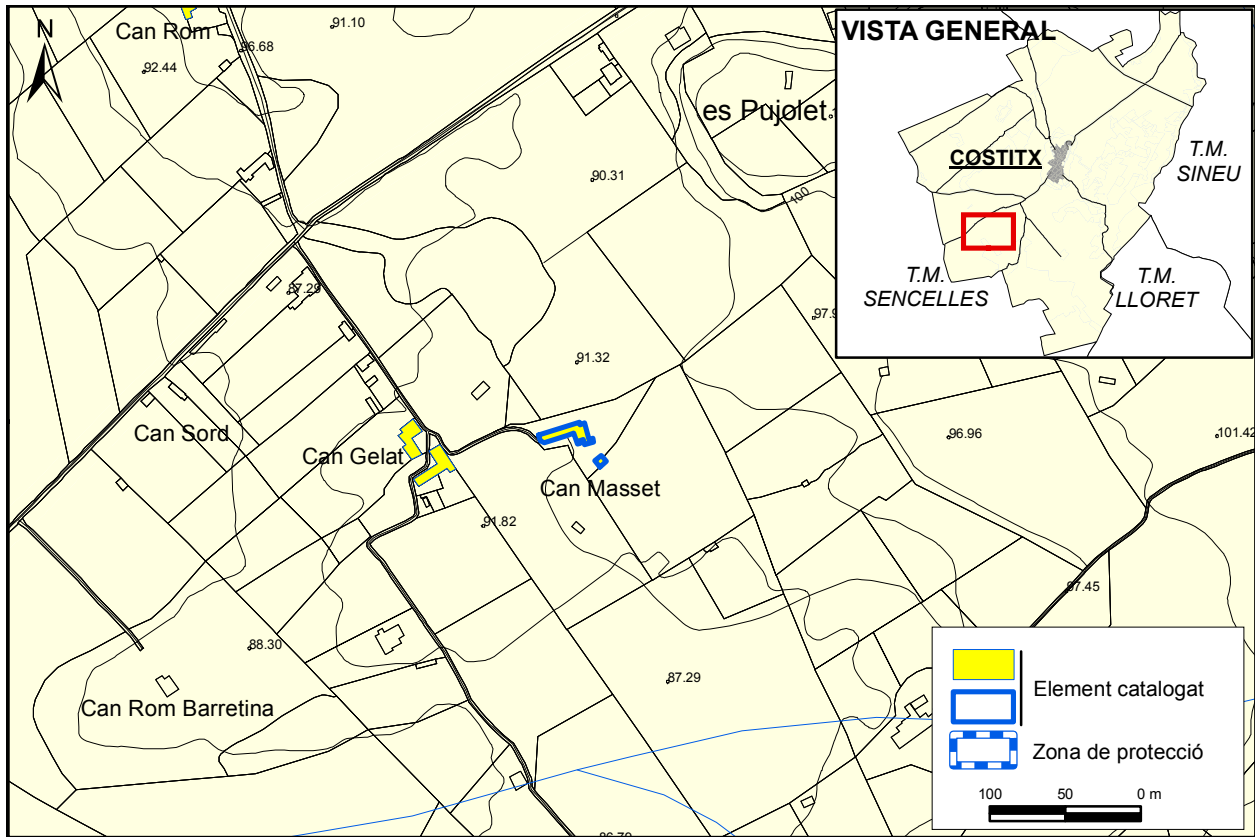 N
Can Rom
91.10
96.68
92.44
es Pujolet
VISTA GENERAL
COSTITX
T.M.
SINEU
T.M.
SENCELLES
T.M.
LLORET
90.31
100
87.29
91.32
Can Sord
Can Gelat
Can Masset
96.96
101.42
91.82
97.45
88.30
87.29
Can Rom Barretina
Element catalogat
Zona de protecció
100 50 0 m